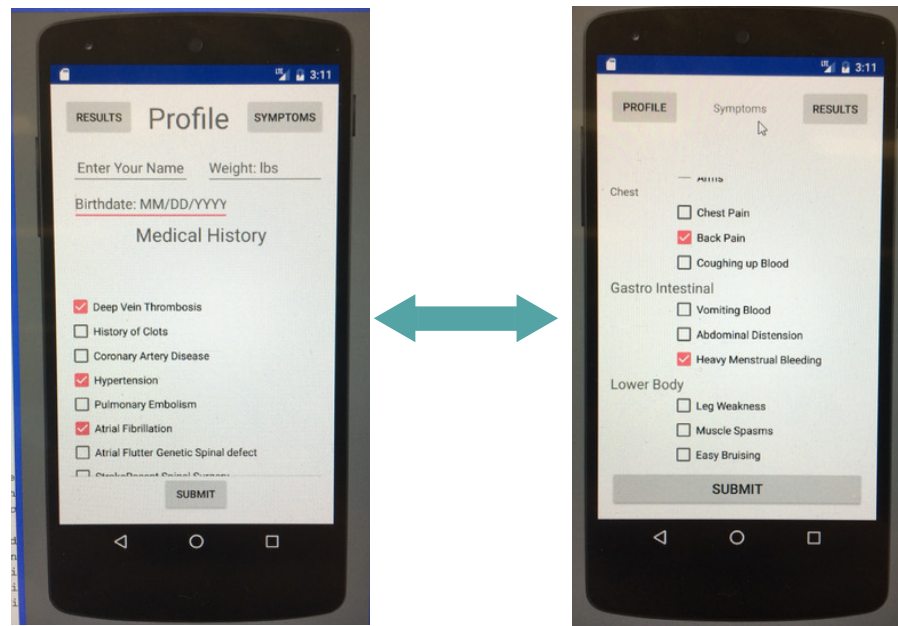 3:11
RESULTS Profile SYMPTOMS
Enter Your Name Weight: lbs
Birthdate: MM/DD/YYYY
Medical History
Deep Vein Thrombosis
History of Clots
Coronary Artery Disease
Hypertension
Pulmonary Embolism
Atrial Fibrillation
Atrial Flutter Genetic Spinal defect
SUBMIT
3:11
PROFILE Symptoms RESULTS
Arms
Chest
Chest Pain
Back Pain
Coughing up Blood
Gastro Intestinal
Vomiting Blood
Abdominal Distension
Heavy Menstrual Bleeding
Lower Body
Leg Weakness
Muscle Spasms
Easy Bruising
SUBMIT